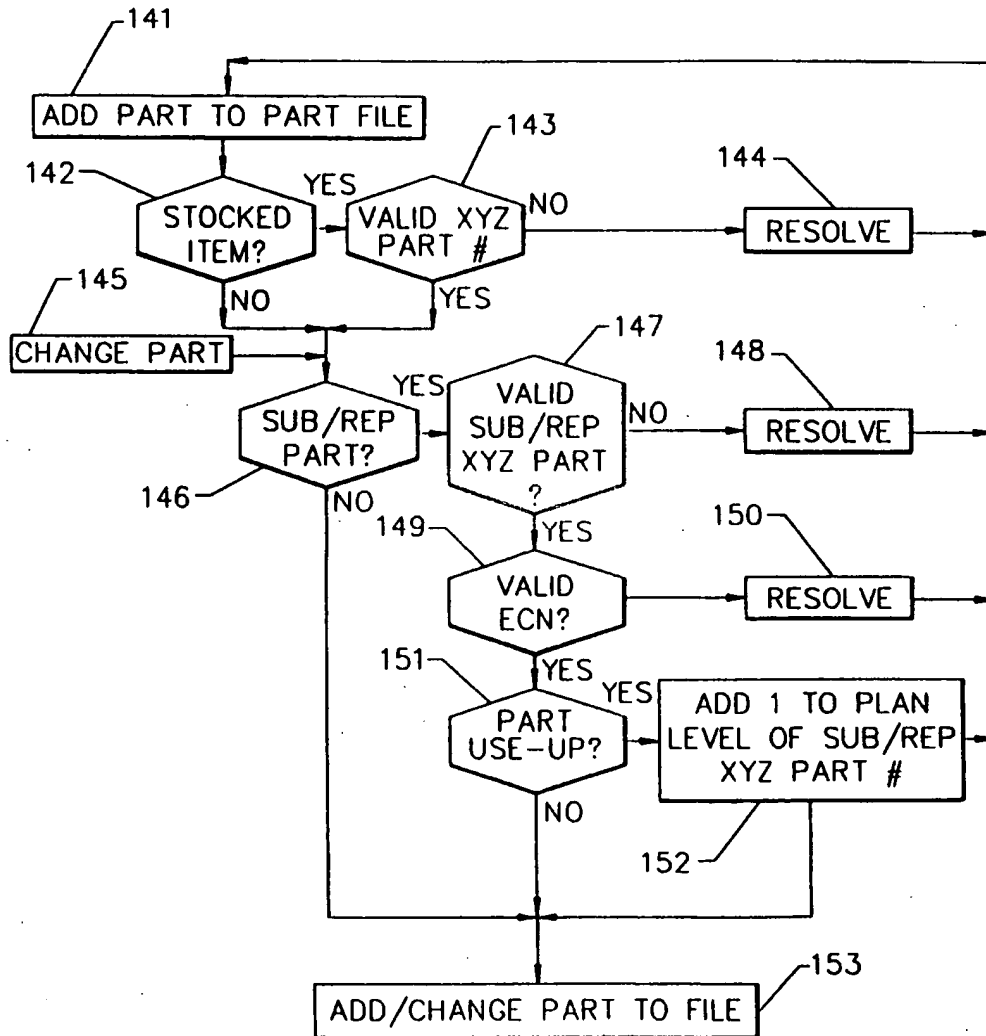 141
ADD PART TO PART FILE
142
STOCKED
ITEM?
YES
NO
143
VALID XYZ
PART #
NO
YES
144
RESOLVE
145
CHANGE PART
SUB/REP
PART?
146
YES
NO
147
VALID
SUB/REP
XYZ PART
?
NO
YES
148
RESOLVE
149
VALID
ECN?
YES
150
RESOLVE
151
PART
USE-UP?
YES
NO
ADD 1 TO PLAN
LEVEL OF SUB/REP
XYZ PART #
152
153
ADD/CHANGE PART TO FILE